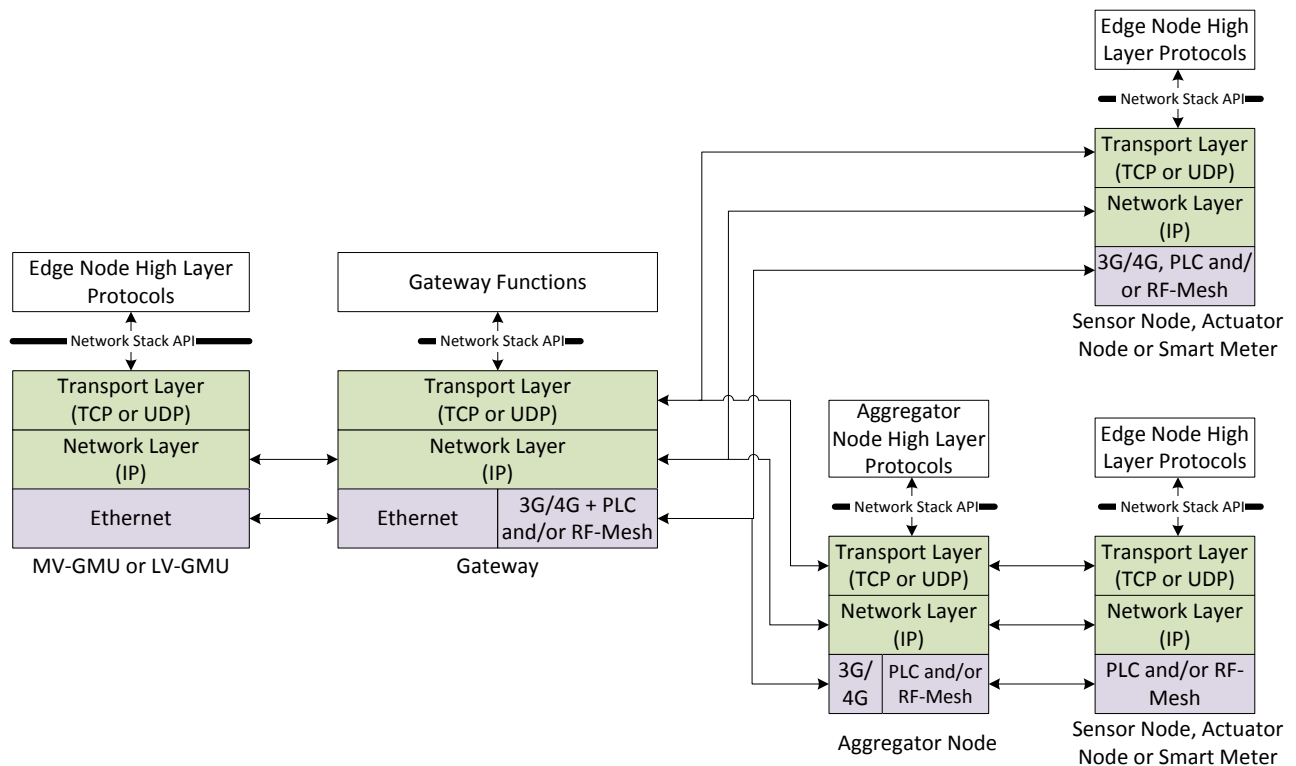 Edge Node High
Layer Protocols
Network Stack API
Transport Layer
(TCP or UDP)
Network Layer
(IP)
3G/4G, PLC and/
or RF-Mesh
Sensor Node, Actuator
Node or Smart Meter
Edge Node High Layer
Protocols
Network Stack API
Transport Layer
(TCP or UDP)
Network Layer
(IP)
Ethernet
MV-GMU or LV-GMU
Gateway Functions
Network Stack API
Transport Layer
(TCP or UDP)
Network Layer
(IP)
Ethernet
3G/4G + PLC
and/or RF-Mesh
Gateway
Aggregator
Node High Layer
Protocols
Network Stack API
Transport Layer
(TCP or UDP)
Network Layer
(IP)
3G/
4G
PLC and/or
RF-Mesh
Aggregator Node
Edge Node High
Layer Protocols
Network Stack API
Transport Layer
(TCP or UDP)
Network Layer
(IP)
PLC and/or RF-
Mesh
Sensor Node, Actuator
Node or Smart Meter